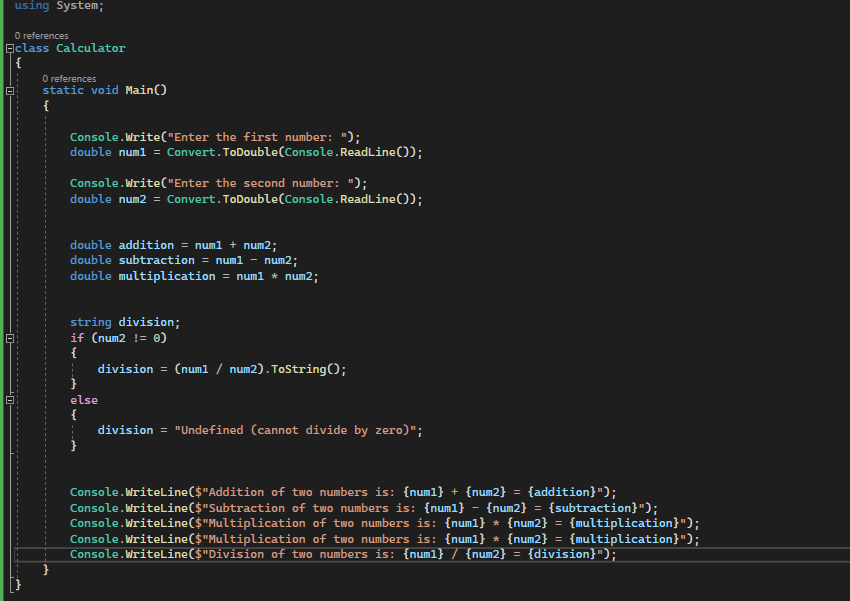 using System;
0 references
class Calculator
{
0 references
static void Main()
{
Console.Write("Enter the first number: ");
double num1 = Convert.ToDouble(Console.ReadLine());
Console.Write("Enter the second number: ");
double num2 = Convert.ToDouble(Console.ReadLine());
double addition = num1 + num2;
double subtraction = num1 - num2;
double multiplication = num1 * num2;
string division;
if (num2 != 0)
{
division = (num1 / num2).ToString();
}
else
{
division = "Undefined (cannot divide by zero)";
}
Console.WriteLine($"Addition of two numbers is: {num1} + {num2} = {addition}");
Console.WriteLine($"Subtraction of two numbers is: {num1} - {num2} = {subtraction}");
Console.WriteLine($"Multiplication of two numbers is: {num1} * {num2} = {multiplication}");
Console.WriteLine($"Multiplication of two numbers is: {num1} * {num2} = {multiplication}");
Console.WriteLine($"Division of two numbers is: {num1} / {num2} = {division}");
}
}